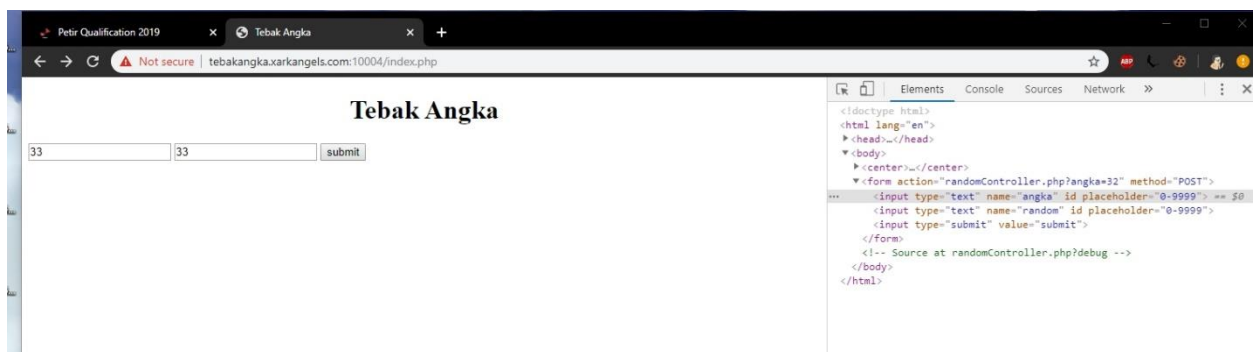 Petir Qualification 2019
Tebak Angka
Not secure | tebakangka.xarkangels.com:10004/index.php
ABP
Tebak Angka
33 33 submit
Elements Console Sources Network »
<!doctype html>
<html lang="en">
<head>…</head>
<body>
<center>…</center>
<form action="randomController.php?angka=32" method="POST">
<input type="text" name="angka" id placeholder="0-9999"> == $0
<input type="text" name="random" id placeholder="0-9999">
<input type="submit" value="submit">
</form>
<!-- Source at randomController.php?debug -->
</body>
</html>